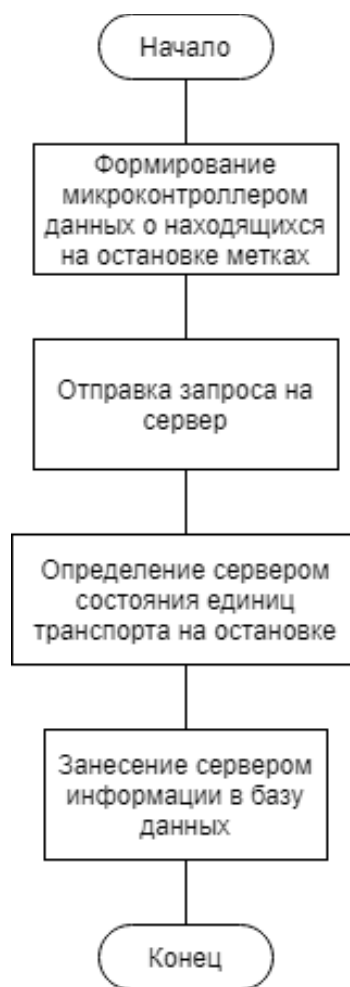 Начало
Формирование
микроконтроллером
данных о находящихся
на остановке метках
Отправка запроса на
сервер
Определение сервером
состояния единиц
транспорта на остановке
Занесение сервером
информации в базу
данных
Конец